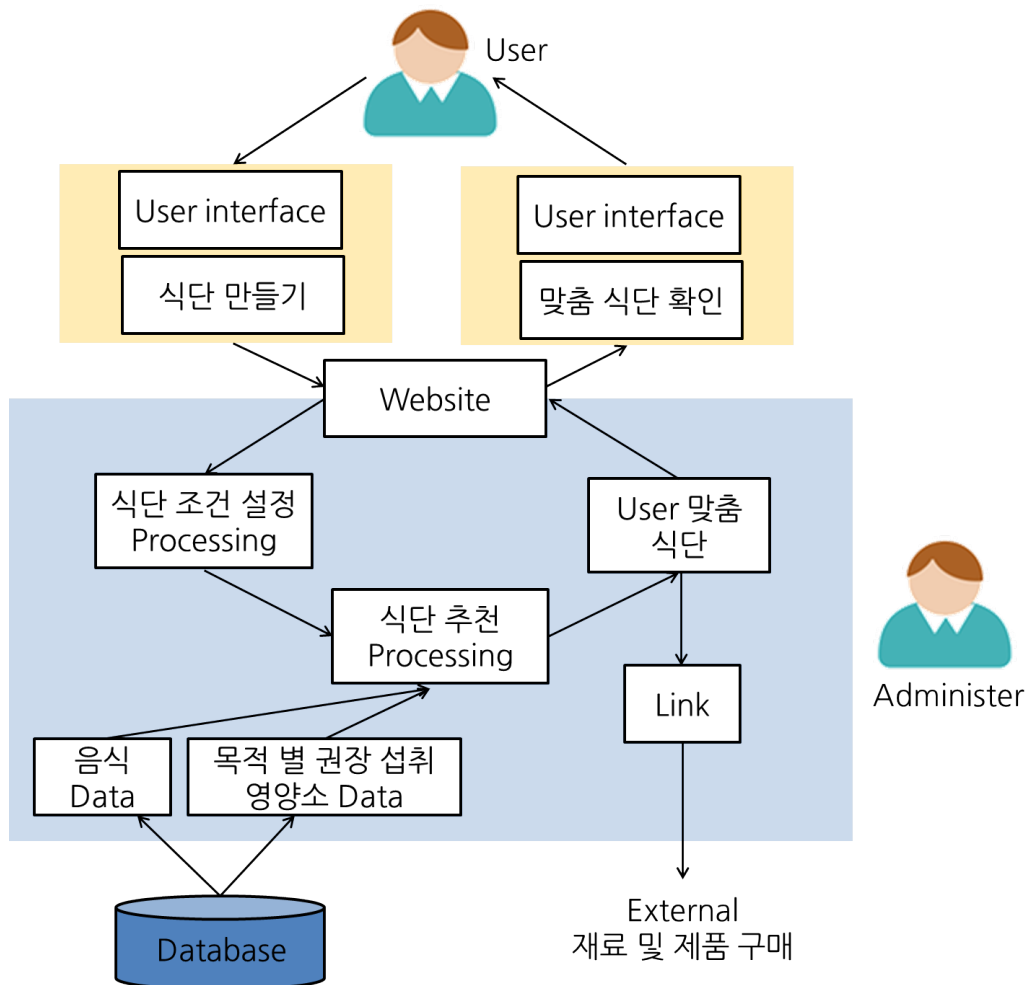 User
User interface
식단 만들기
User interface
맞춤 식단 확인
Website
식단 조건 설정
Processing
User 맞춤
식단
식단 추천
Processing
Link
Administer
음식
Data
목적 별 권장 섭취
영양소 Data
Database
External
재료 및 제품 구매